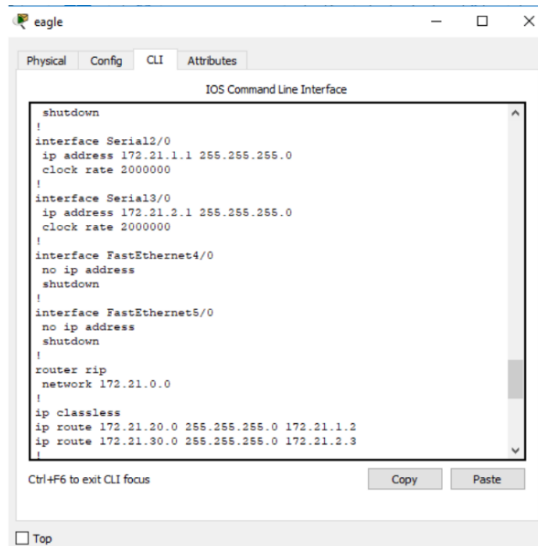 eagle
Physical Config CLI Attributes
IOS Command Line Interface
shutdown
!
interface Serial2/0
ip address 172.21.1.1 255.255.255.0
clock rate 2000000
!
interface Serial3/0
ip address 172.21.2.1 255.255.255.0
clock rate 2000000
!
interface FastEthernet4/0
no ip address
shutdown
!
interface FastEthernet5/0
no ip address
shutdown
!
router rip
network 172.21.0.0
!
ip classless
ip route 172.21.20.0 255.255.255.0 172.21.1.2
ip route 172.21.30.0 255.255.255.0 172.21.2.3
!
Ctrl+F6 to exit CLI focus
Copy Paste
Top